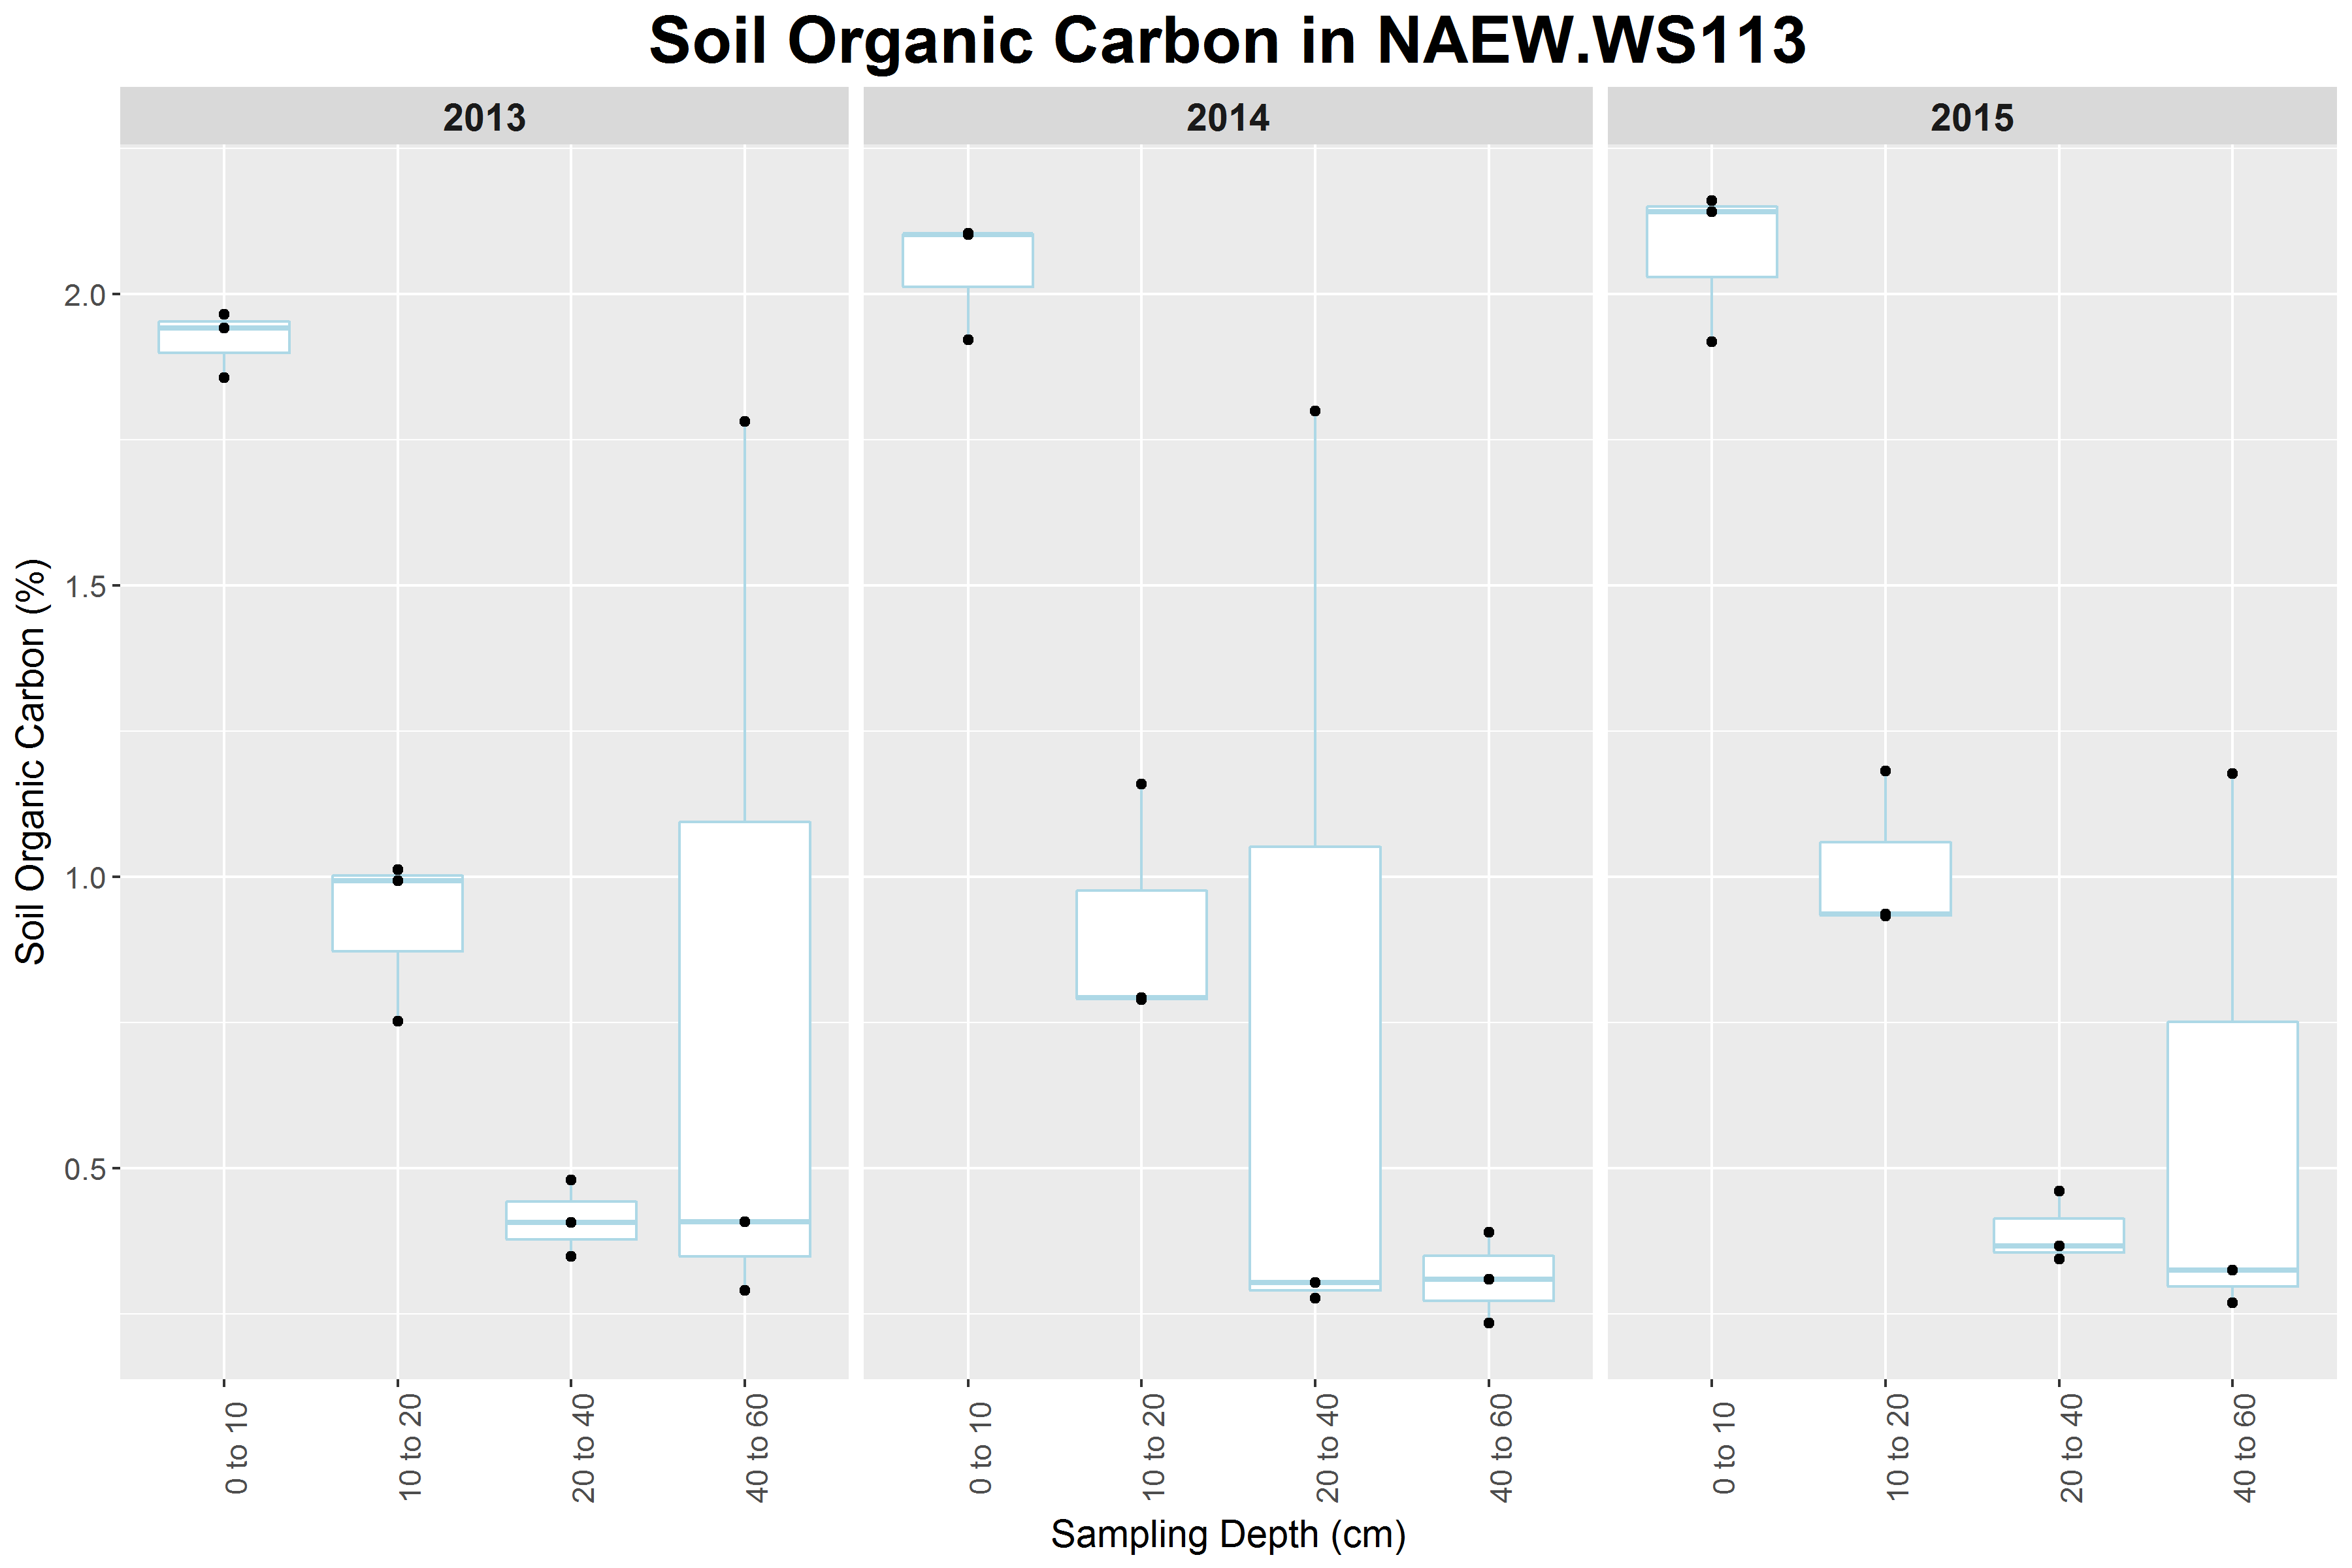 Soil Organic Carbon in NAEW.WS113
2013 2014 2015
Soil Organic Carbon (%)
2.0
1.5
1.0
0.5
0 to 10 10 to 20 20 to 40 40 to 60 0 to 10 10 to 20 20 to 40 40 to 60 0 to 10 10 to 20 20 to 40 40 to 60
Sampling Depth (cm)